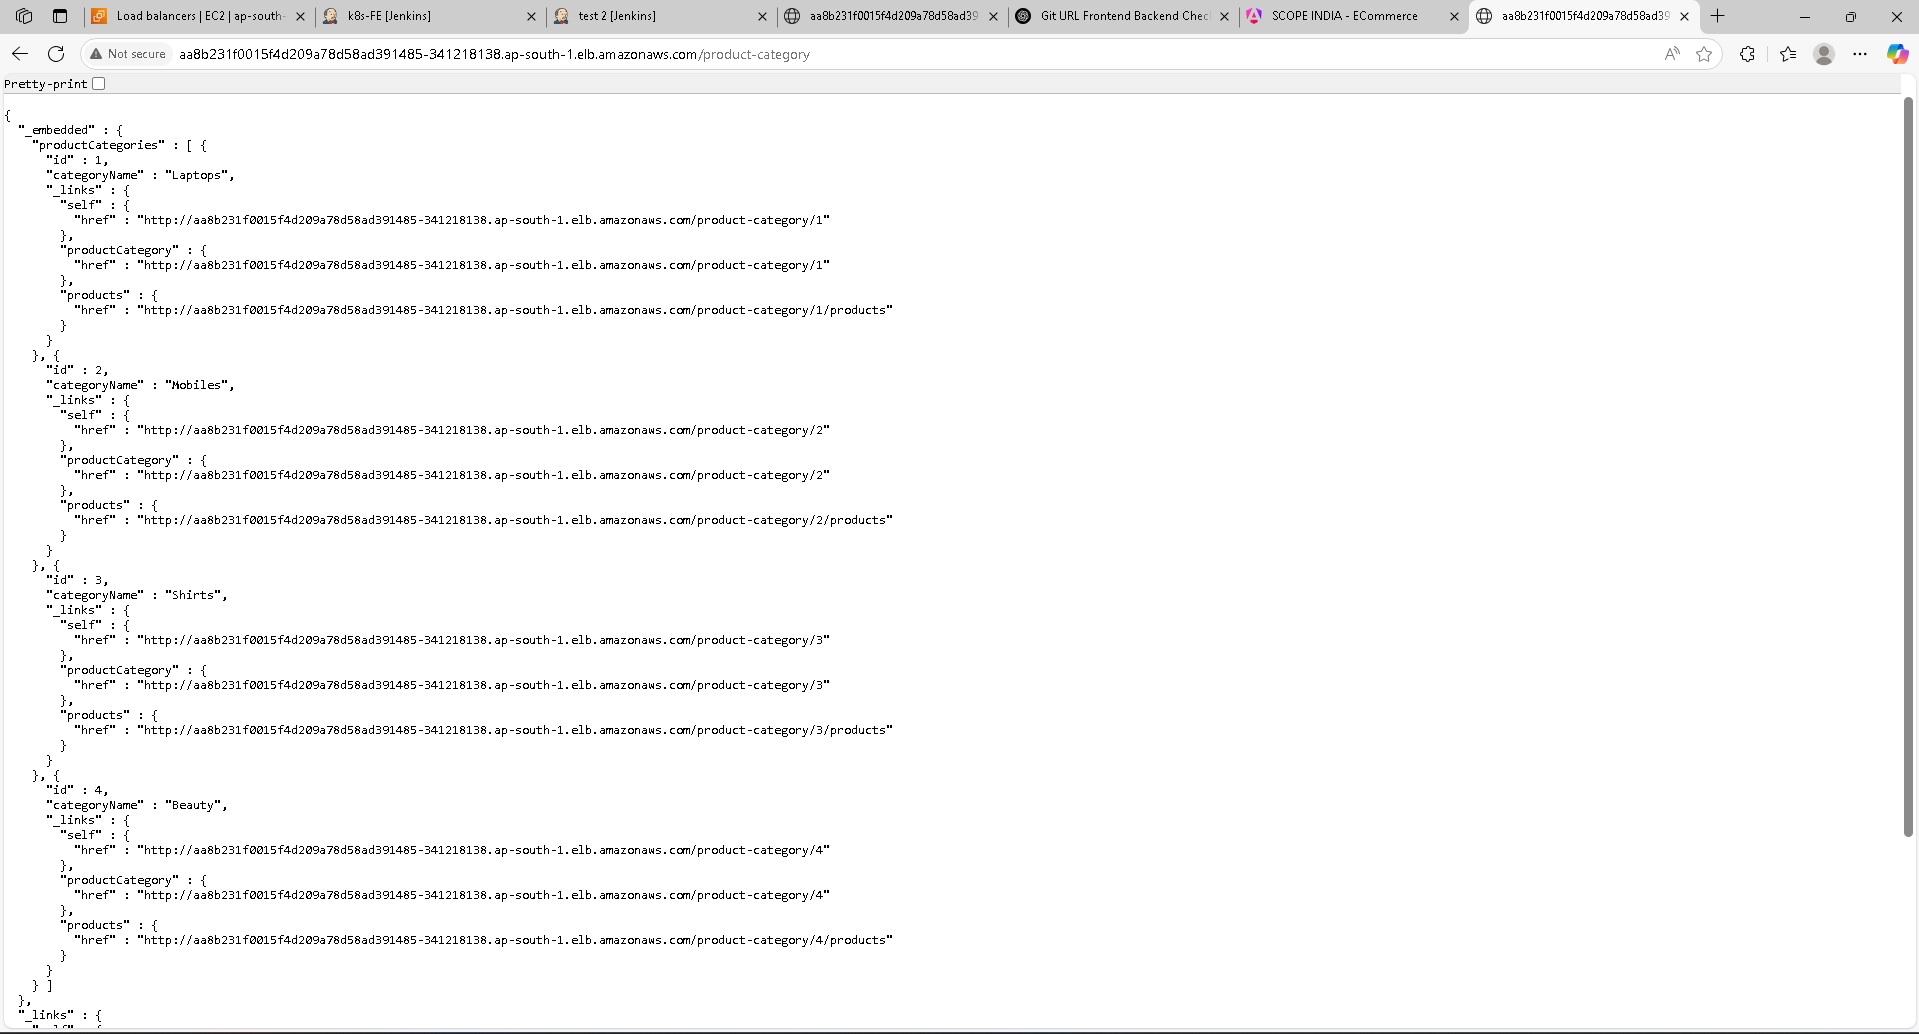 Load balancers | EC2 | ap-south-
k8s-FE [Jenkins]
test 2 [Jenkins]
aa8b231f0015f4d209a78d58ad39
Git URL Frontend Backend Chec
SCOPE INDIA - ECommerce
aa8b231f0015f4d209a78d58ad39
Not secure
aa8b231f0015f4d209a78d58ad391485-341218138.ap-south-1.elb.amazonaws.com/product-category
Pretty-print
{
"_embedded" : {
"productCategories" : [ {
"id" : 1,
"categoryName" : "Laptops",
"_links" : {
"self" : {
"href" : "http://aa8b231f0015f4d209a78d58ad391485-341218138.ap-south-1.elb.amazonaws.com/product-category/1"
},
"productCategory" : {
"href" : "http://aa8b231f0015f4d209a78d58ad391485-341218138.ap-south-1.elb.amazonaws.com/product-category/1"
},
"products" : {
"href" : "http://aa8b231f0015f4d209a78d58ad391485-341218138.ap-south-1.elb.amazonaws.com/product-category/1/products"
}
}
}, {
"id" : 2,
"categoryName" : "Mobiles",
"_links" : {
"self" : {
"href" : "http://aa8b231f0015f4d209a78d58ad391485-341218138.ap-south-1.elb.amazonaws.com/product-category/2"
},
"productCategory" : {
"href" : "http://aa8b231f0015f4d209a78d58ad391485-341218138.ap-south-1.elb.amazonaws.com/product-category/2"
},
"products" : {
"href" : "http://aa8b231f0015f4d209a78d58ad391485-341218138.ap-south-1.elb.amazonaws.com/product-category/2/products"
}
}
}, {
"id" : 3,
"categoryName" : "Shirts",
"_links" : {
"self" : {
"href" : "http://aa8b231f0015f4d209a78d58ad391485-341218138.ap-south-1.elb.amazonaws.com/product-category/3"
},
"productCategory" : {
"href" : "http://aa8b231f0015f4d209a78d58ad391485-341218138.ap-south-1.elb.amazonaws.com/product-category/3"
},
"products" : {
"href" : "http://aa8b231f0015f4d209a78d58ad391485-341218138.ap-south-1.elb.amazonaws.com/product-category/3/products"
}
}
}, {
"id" : 4,
"categoryName" : "Beauty",
"_links" : {
"self" : {
"href" : "http://aa8b231f0015f4d209a78d58ad391485-341218138.ap-south-1.elb.amazonaws.com/product-category/4"
},
"productCategory" : {
"href" : "http://aa8b231f0015f4d209a78d58ad391485-341218138.ap-south-1.elb.amazonaws.com/product-category/4"
},
"products" : {
"href" : "http://aa8b231f0015f4d209a78d58ad391485-341218138.ap-south-1.elb.amazonaws.com/product-category/4/products"
}
}
} ]
},
"_links" : {